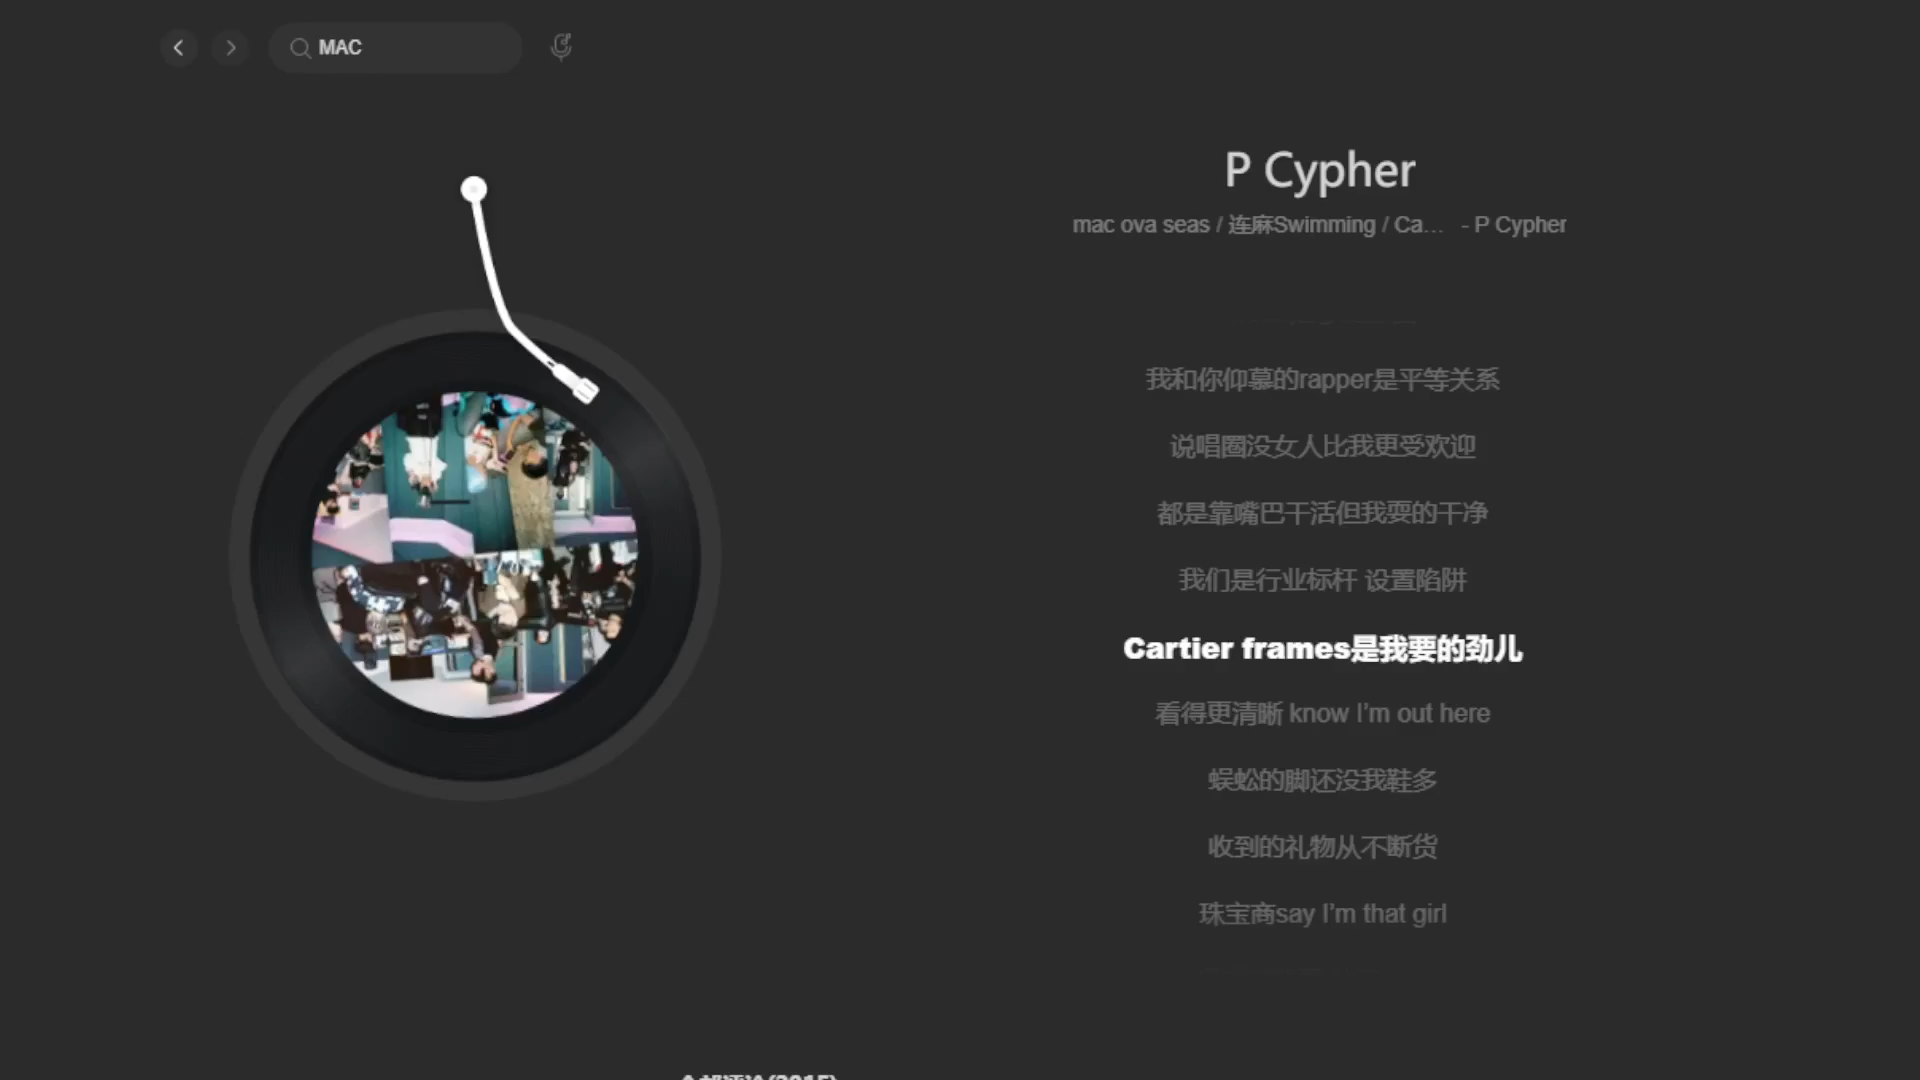 MAC
P Cypher
mac ova seas / 连麻Swimming / Ca... - P Cypher
我和你仰慕的rapper是平等关系
说唱圈没女人比我更受欢迎
都是靠嘴巴干活但我耍的干净
我们是行业标杆 设置陷阱
Cartier frames是我要的劲儿
看得更清晰 know I'm out here
蜈蚣的脚还没我鞋多
收到的礼物从不断货
珠宝商say I'm that girl